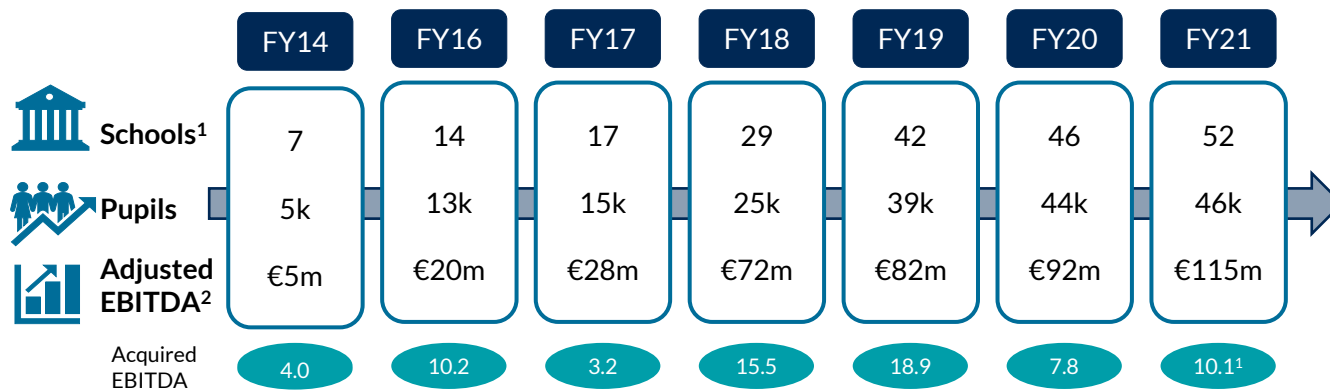 FY14 FY16 FY17 FY18 FY19 FY20 FY21
Schools¹ 7 14 17 29 42 46 52
Pupils 5k 13k 15k 25k 39k 44k 46k
Adjusted
EBITDA² €5m €20m €28m €72m €82m €92m €115m
Acquired
EBITDA 4.0 10.2 3.2 15.5 18.9 7.8 10.1¹